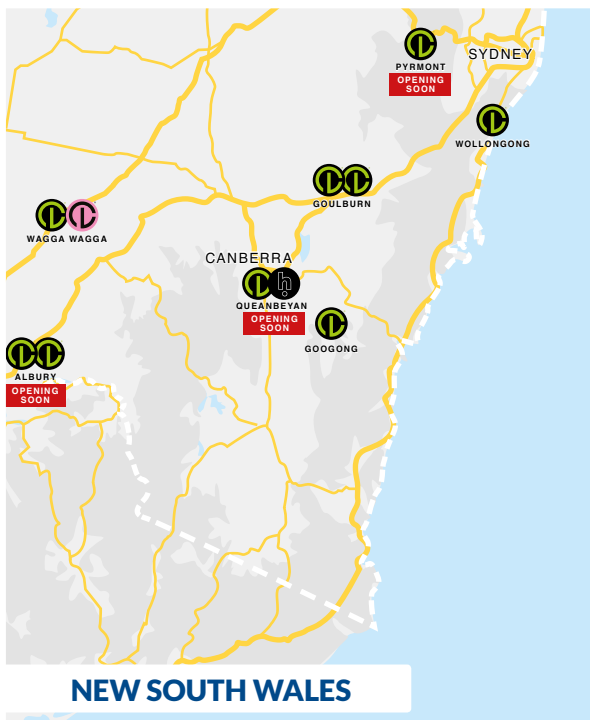 SYDNEY
PYRMONT
OPENING
SOON
WOLLONGONG
GOULBURN
WAGGA WAGGA
CANBERRA
h
QUEANBEYAN
OPENING
SOON
GOOGONG
ALBURY
OPENING
SOON
NEW SOUTH WALES